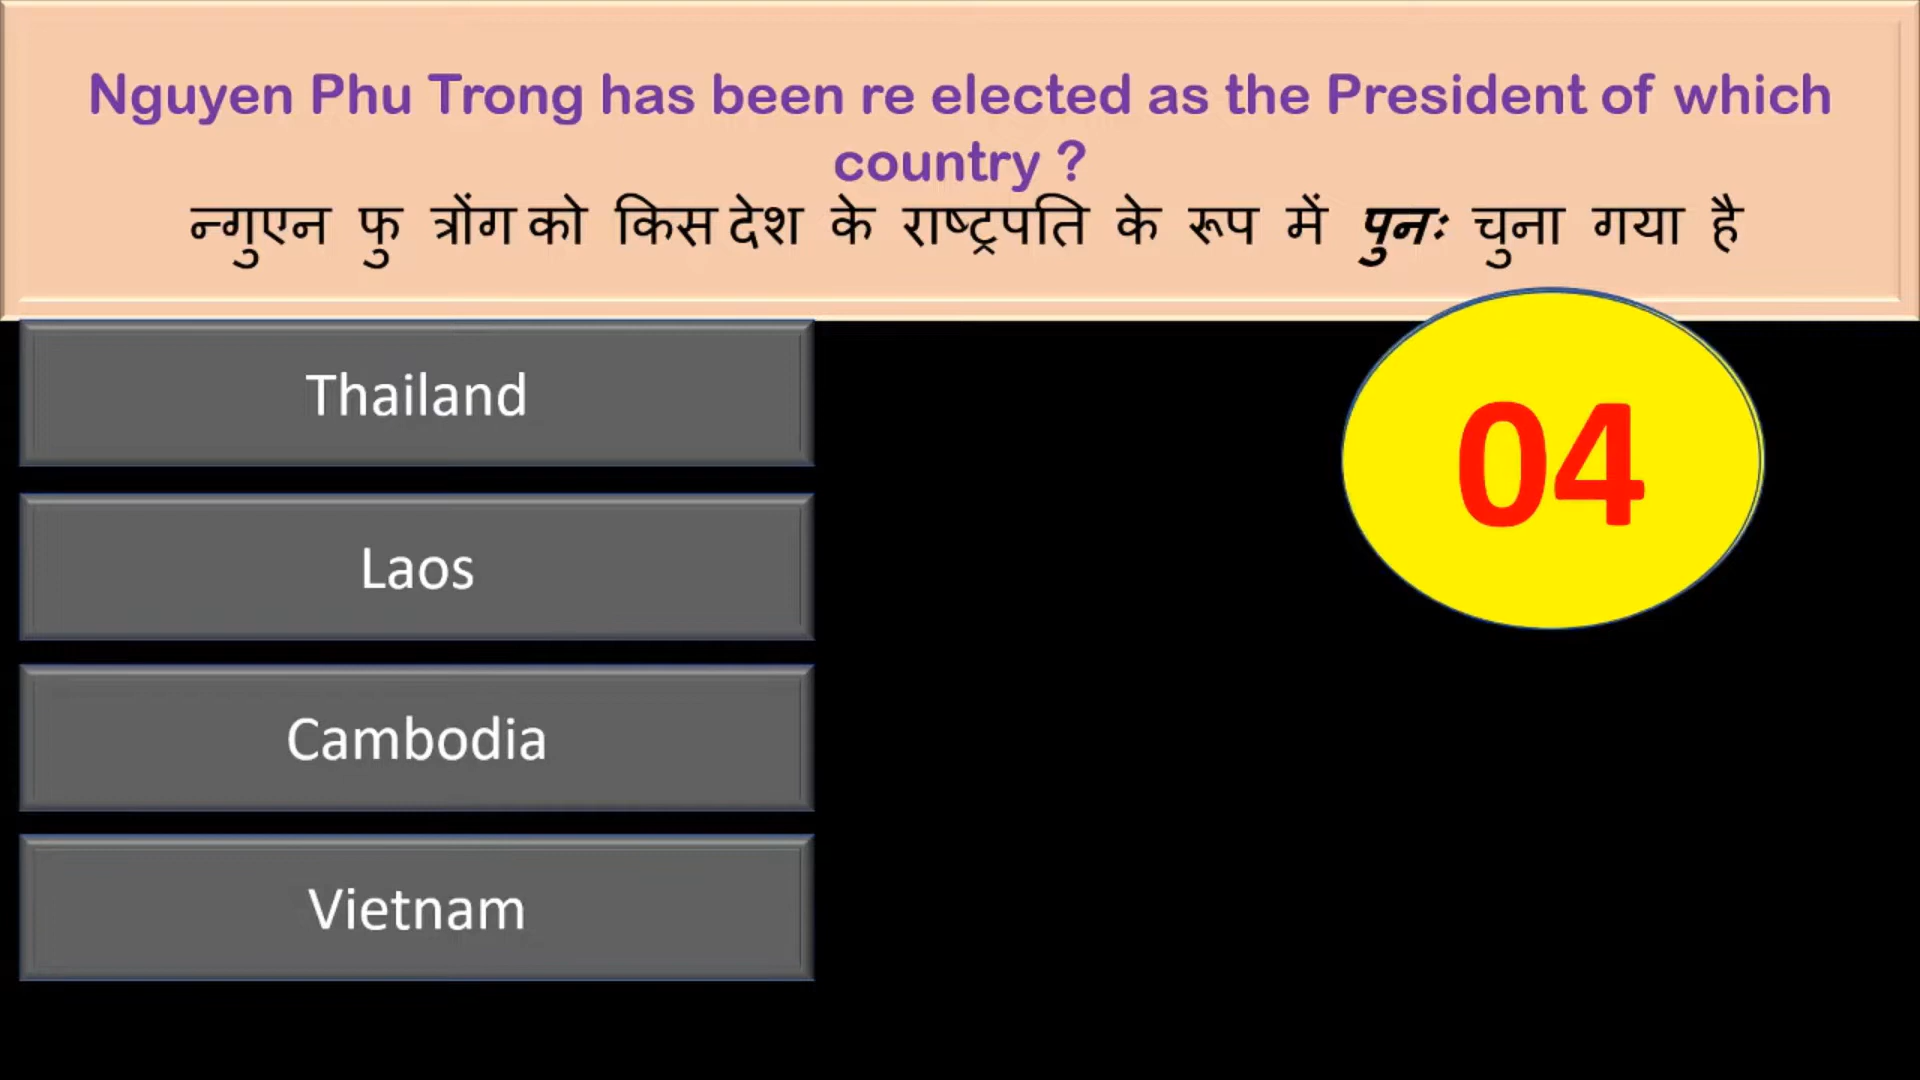 Nguyen Phu Trong has been re elected as the President of which
country ?
न्गुएन फु त्रोंग को किस देश के राष्ट्रपति के रूप में पुनः चुना गया है
04
Thailand
Laos
Cambodia
Vietnam